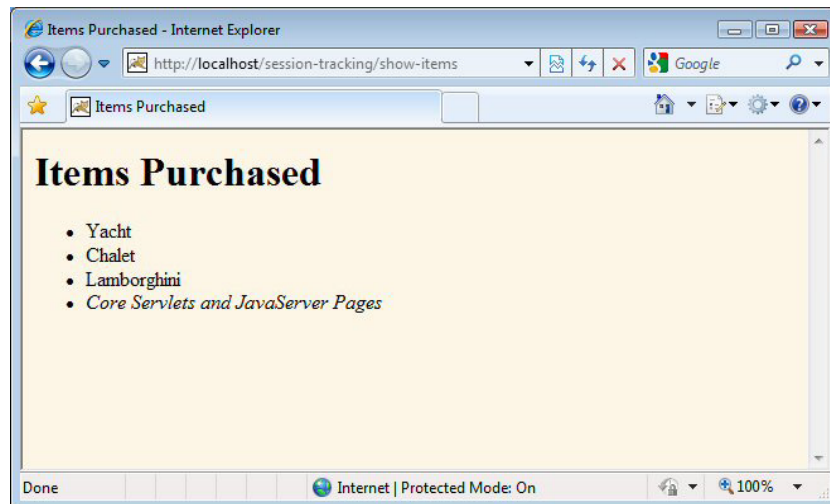 Items Purchased - Internet Explorer
http://localhost/session-tracking/show-items
Google
Items Purchased
Items Purchased
Yacht
Chalet
Lamborghini
Core Servlets and JavaServer Pages
Done
Internet | Protected Mode: On
100%